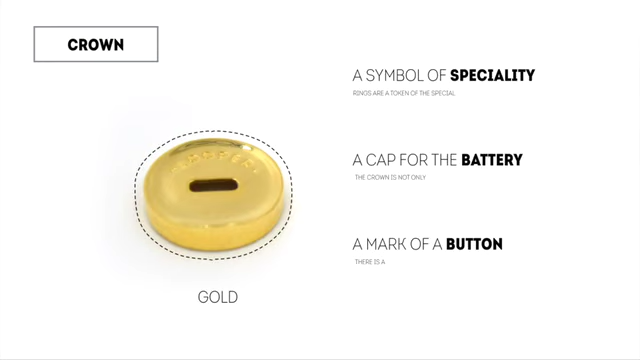 CROWN
A SYMBOL OF SPECIALITY
RINGS ARE A TOKEN OF THE SPECIAL
A CAP FOR THE BATTERY
THE CROWN IS NOT ONLY
A MARK OF A BUTTON
THERE IS A
GOLD